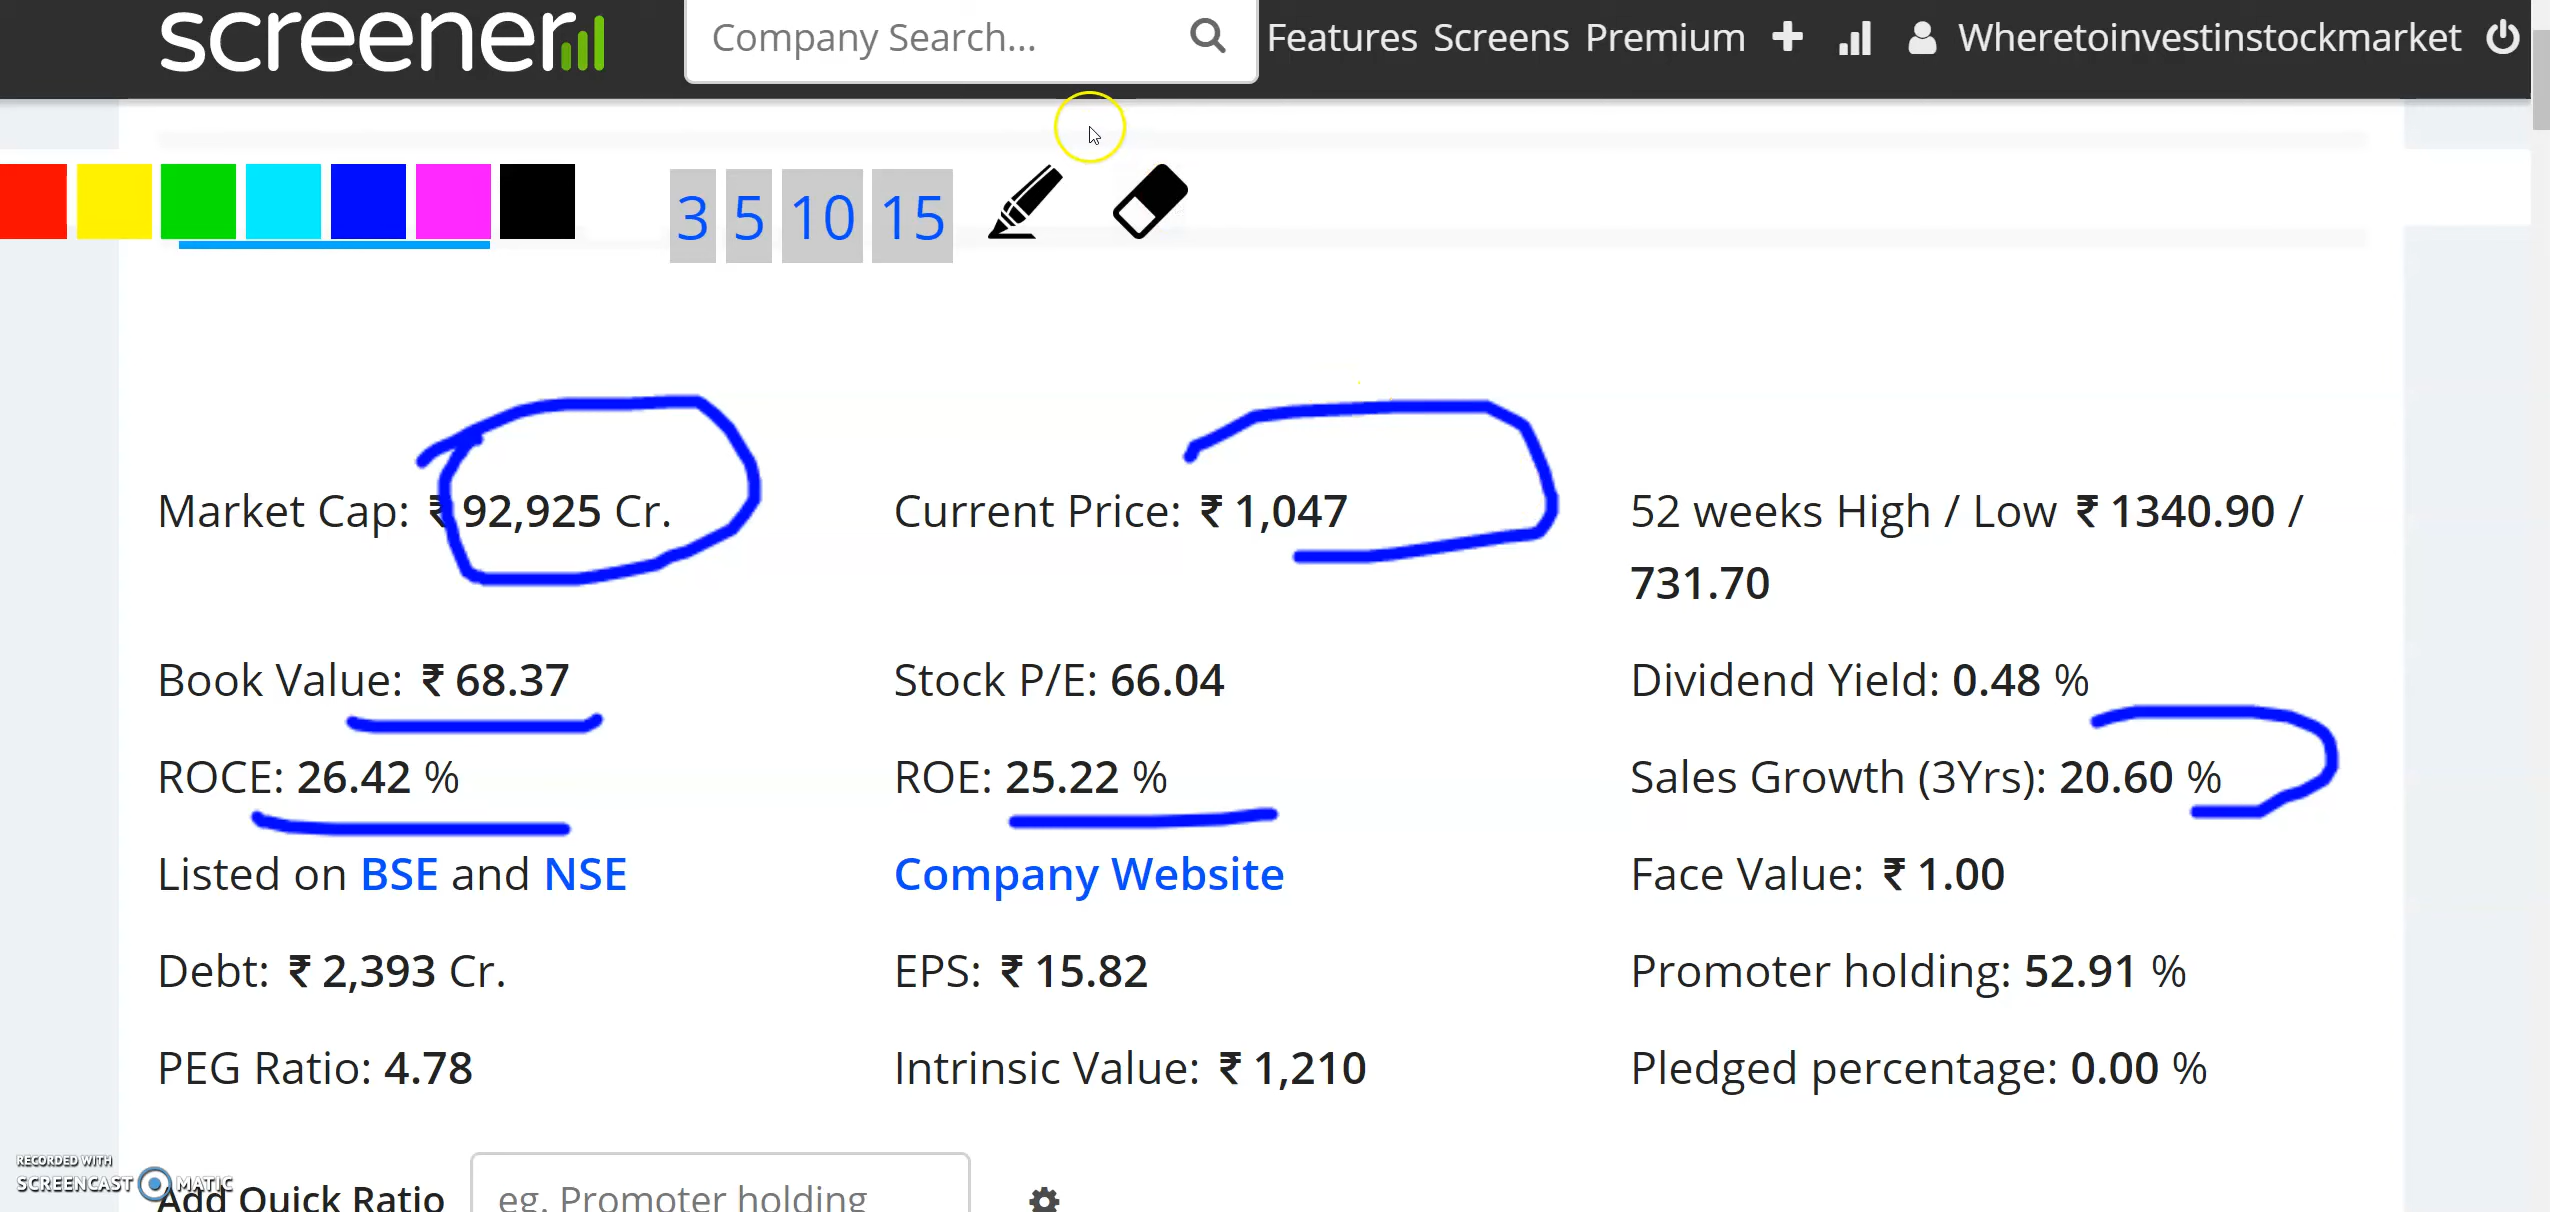 screener
Company Search...
Features Screens Premium
Wheretoinvestinstockmarket
3 5 10 15
Market Cap: ₹ 92,925 Cr.
Current Price: ₹ 1,047
52 weeks High / Low ₹ 1340.90 /
731.70
Book Value: ₹ 68.37
Stock P/E: 66.04
Dividend Yield: 0.48 %
ROCE: 26.42 %
ROE: 25.22 %
Sales Growth (3Yrs): 20.60 %
Listed on BSE and NSE
Company Website
Face Value: ₹ 1.00
Debt: ₹ 2,393 Cr.
EPS: ₹ 15.82
Promoter holding: 52.91 %
PEG Ratio: 4.78
Intrinsic Value: ₹ 1,210
Pledged percentage: 0.00 %
RECORDED WITH
SCREENCAST MATIC
Add Quick Ratio
eg. Promoter holding